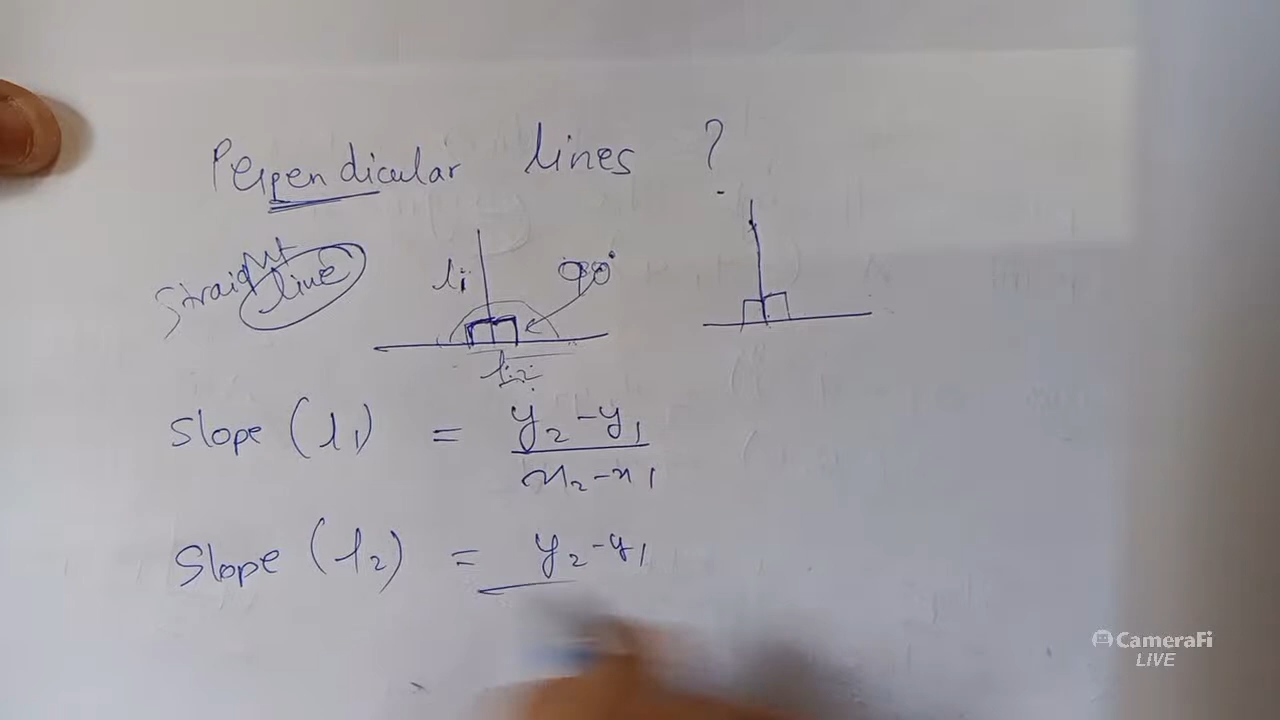 Perpendicular lines ?
straight line
l₁ 90°
l₂
Slope (l₁) = y₂-y₁
x₂-x₁
Slope (l₂) = y₂-y₁
CameraFi
LIVE